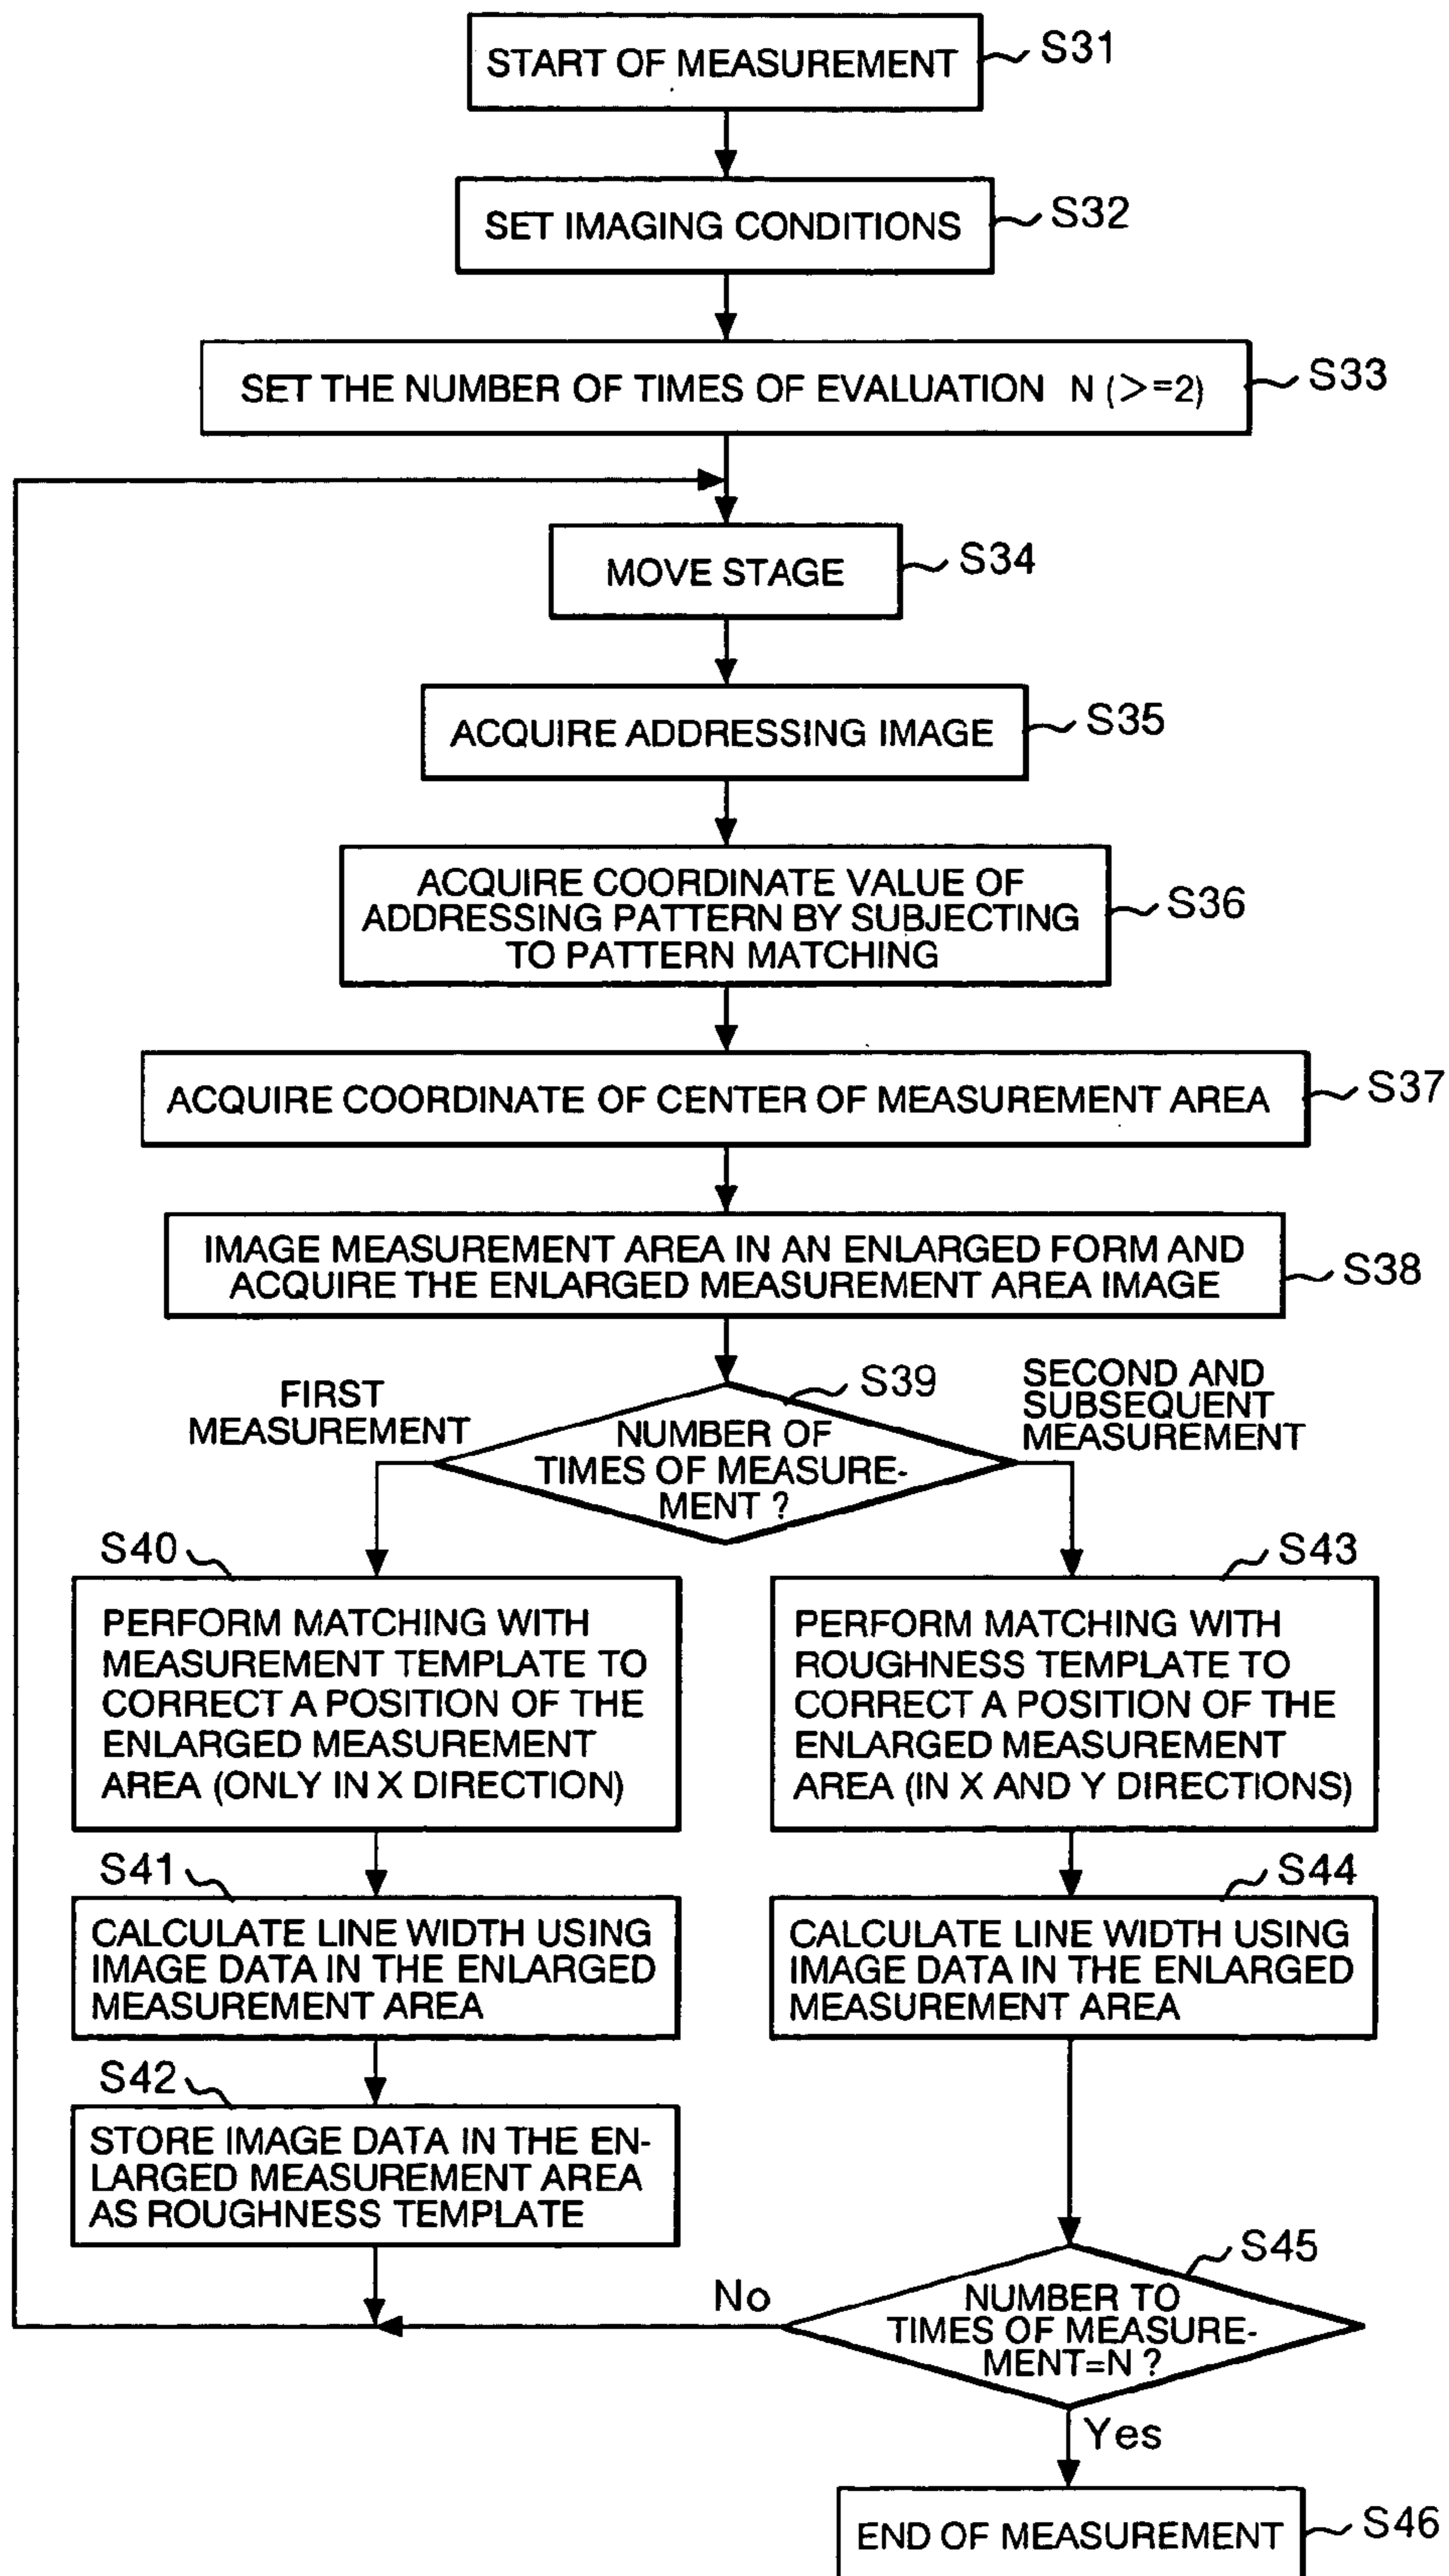 START OF MEASUREMENT
S31
SET IMAGING CONDITIONS
S32
SET THE NUMBER OF TIMES OF EVALUATION N (>=2)
S33
MOVE STAGE
S34
ACQUIRE ADDRESSING IMAGE
S35
ACQUIRE COORDINATE VALUE OF
ADDRESSING PATTERN BY SUBJECTING
TO PATTERN MATCHING
S36
ACQUIRE COORDINATE OF CENTER OF MEASUREMENT AREA
S37
IMAGE MEASUREMENT AREA IN AN ENLARGED FORM AND
ACQUIRE THE ENLARGED MEASUREMENT AREA IMAGE
S38
S39
NUMBER OF
TIMES OF MEASURE-
MENT ?
FIRST
MEASUREMENT
SECOND AND
SUBSEQUENT
MEASUREMENT
S40
PERFORM MATCHING WITH
MEASUREMENT TEMPLATE TO
CORRECT A POSITION OF THE
ENLARGED MEASUREMENT
AREA (ONLY IN X DIRECTION)
S41
CALCULATE LINE WIDTH USING
IMAGE DATA IN THE ENLARGED
MEASUREMENT AREA
S42
STORE IMAGE DATA IN THE EN-
LARGED MEASUREMENT AREA
AS ROUGHNESS TEMPLATE
S43
PERFORM MATCHING WITH
ROUGHNESS TEMPLATE TO
CORRECT A POSITION OF THE
ENLARGED MEASUREMENT
AREA (IN X AND Y DIRECTIONS)
S44
CALCULATE LINE WIDTH USING
IMAGE DATA IN THE ENLARGED
MEASUREMENT AREA
S45
NUMBER TO
TIMES OF MEASURE-
MENT=N ?
No
Yes
END OF MEASUREMENT
S46